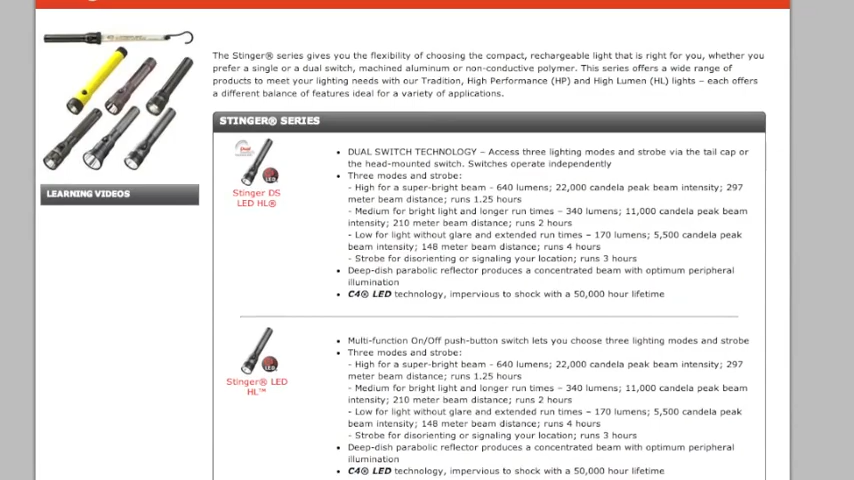 The Stinger® series gives you the flexibility of choosing the compact, rechargeable light that is right for you, whether you
prefer a single or a dual switch, machined aluminum or non-conductive polymer. This series offers a wide range of
products to meet your lighting needs with our Tradition, High Performance (HP) and High Lumen (HL) lights – each offers
a different balance of features ideal for a variety of applications.
STINGER® SERIES
LEARNING VIDEOS
Stinger DS
LED HL®
• DUAL SWITCH TECHNOLOGY – Access three lighting modes and strobe via the tail cap or
the head-mounted switch. Switches operate independently
• Three modes and strobe:
- High for a super-bright beam - 640 lumens; 22,000 candela peak beam intensity; 297
meter beam distance; runs 1.25 hours
- Medium for bright light and longer run times – 340 lumens; 11,000 candela peak beam
intensity; 210 meter beam distance; runs 2 hours
- Low for light without glare and extended run times – 170 lumens; 5,500 candela peak
beam intensity; 148 meter beam distance; runs 4 hours
- Strobe for disorienting or signaling your location; runs 3 hours
• Deep-dish parabolic reflector produces a concentrated beam with optimum peripheral
illumination
• C4® LED technology, impervious to shock with a 50,000 hour lifetime
Stinger® LED
HL™
• Multi-function On/Off push-button switch lets you choose three lighting modes and strobe
• Three modes and strobe:
- High for a super-bright beam - 640 lumens; 22,000 candela peak beam intensity; 297
meter beam distance; runs 1.25 hours
- Medium for bright light and longer run times – 340 lumens; 11,000 candela peak beam
intensity; 210 meter beam distance; runs 2 hours
- Low for light without glare and extended run times – 170 lumens; 5,500 candela peak
beam intensity; 148 meter beam distance; runs 4 hours
- Strobe for disorienting or signaling your location; runs 3 hours
• Deep-dish parabolic reflector produces a concentrated beam with optimum peripheral
illumination
• C4® LED technology, impervious to shock with a 50,000 hour lifetime